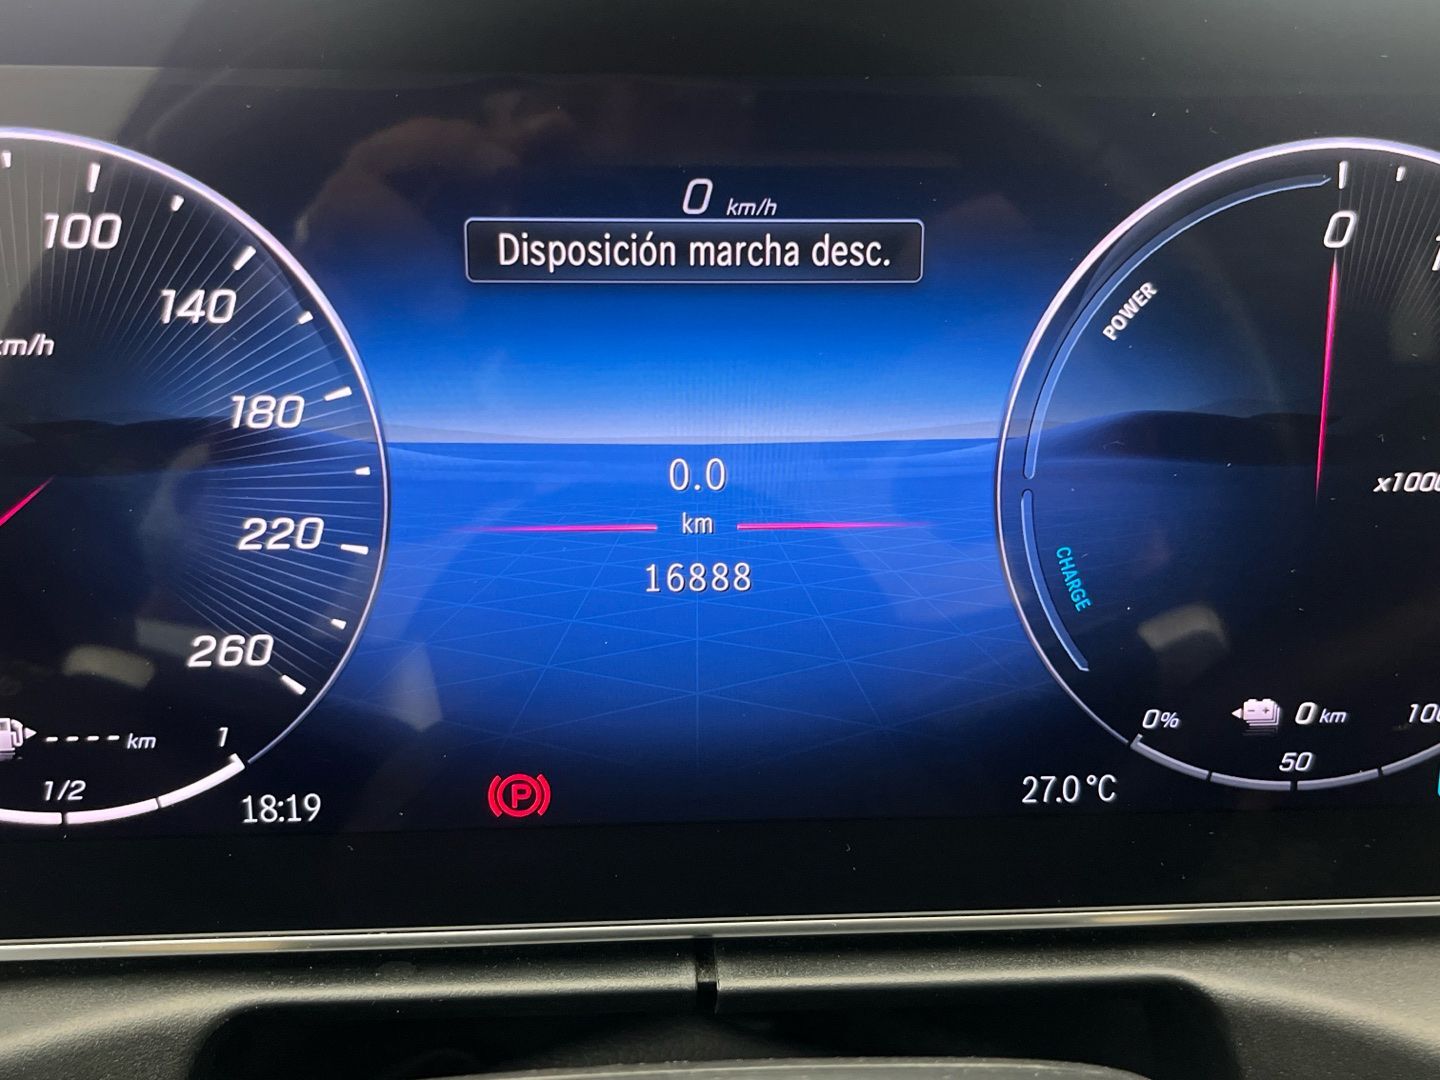 0 km/h
Disposición marcha desc.
100
140
km/h
180
220
260
---- km
1
1/2
18:19
0.0
km
16888
P
0
POWER
x1000
CHARGE
0%
0 km
50
27.0 °C